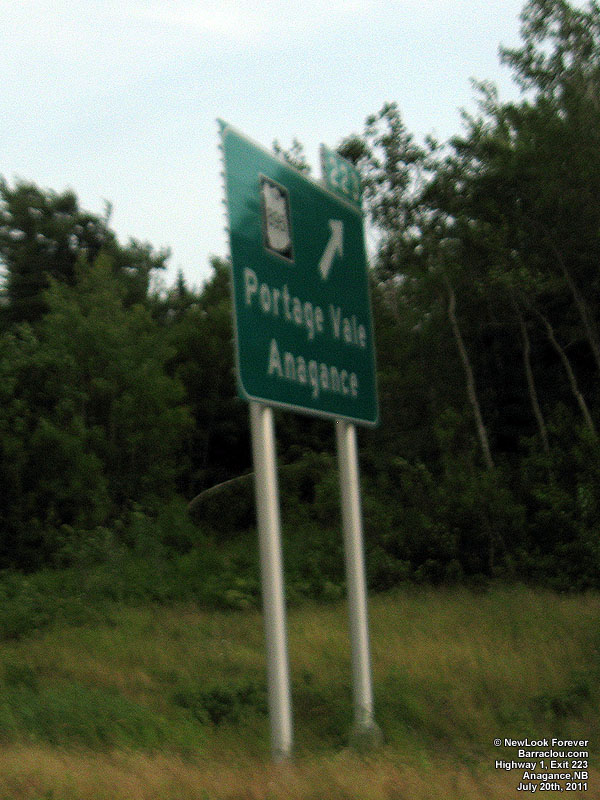 223
Portage Vale
Anagance
© NewLook Forever
Barraclou.com
Highway 1, Exit 223
Anagance,NB
July 20th, 2011